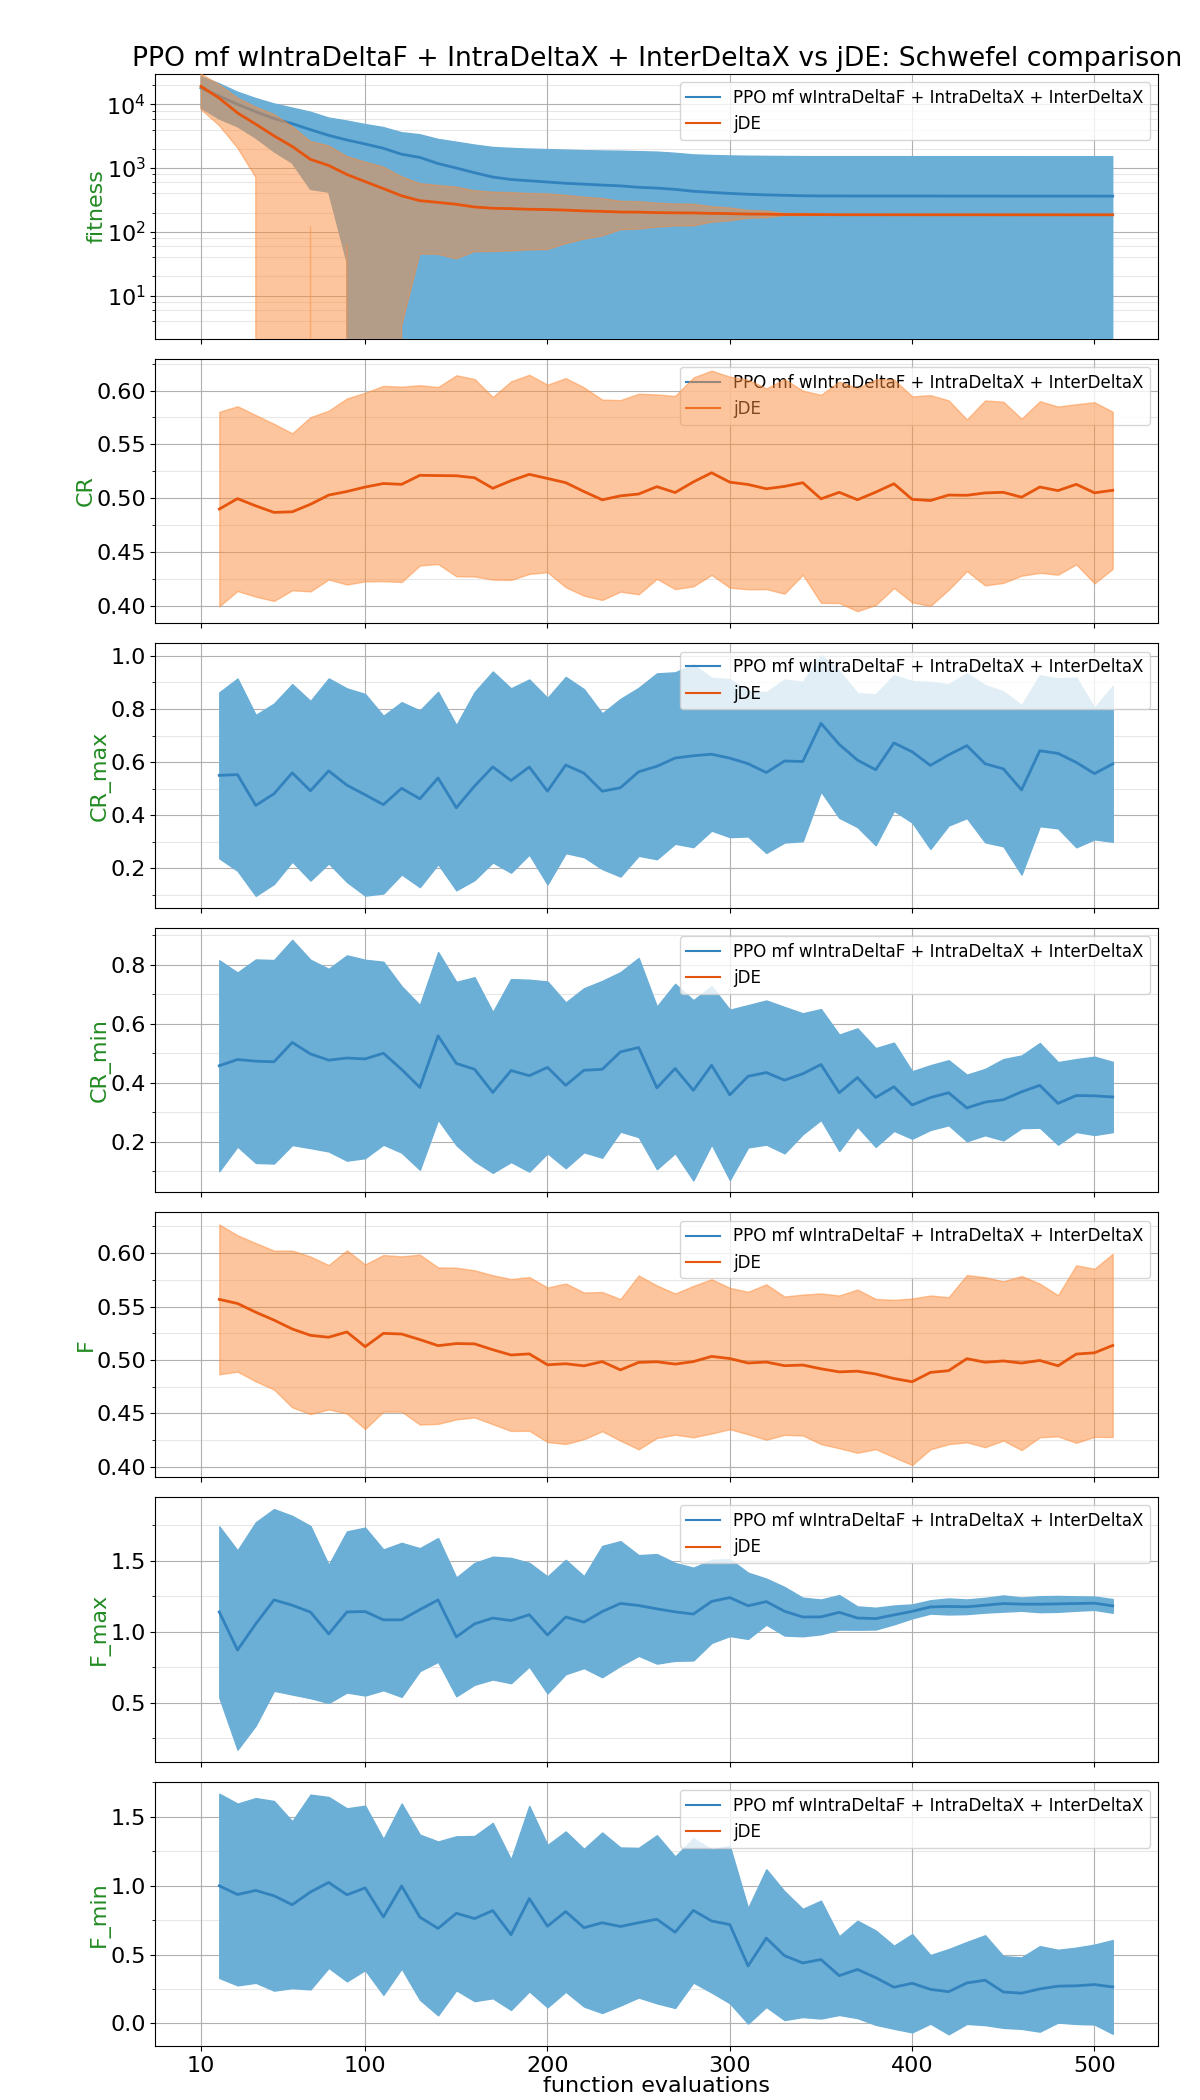 PPO mf wIntraDeltaF + IntraDeltaX + InterDeltaX vs jDE: Schwefel comparison
fitness
10^4
10^3
10^2
10^1
PPO mf wIntraDeltaF + IntraDeltaX + InterDeltaX
jDE
CR
0.60
0.55
0.50
0.45
0.40
PPO mf wIntraDeltaF + IntraDeltaX + InterDeltaX
jDE
CR_max
1.0
0.8
0.6
0.4
0.2
PPO mf wIntraDeltaF + IntraDeltaX + InterDeltaX
jDE
CR_min
0.8
0.6
0.4
0.2
PPO mf wIntraDeltaF + IntraDeltaX + InterDeltaX
jDE
F
0.60
0.55
0.50
0.45
0.40
PPO mf wIntraDeltaF + IntraDeltaX + InterDeltaX
jDE
F_max
1.5
1.0
0.5
PPO mf wIntraDeltaF + IntraDeltaX + InterDeltaX
jDE
F_min
1.5
1.0
0.5
0.0
PPO mf wIntraDeltaF + IntraDeltaX + InterDeltaX
jDE
10 100 200 300 400 500
function evaluations